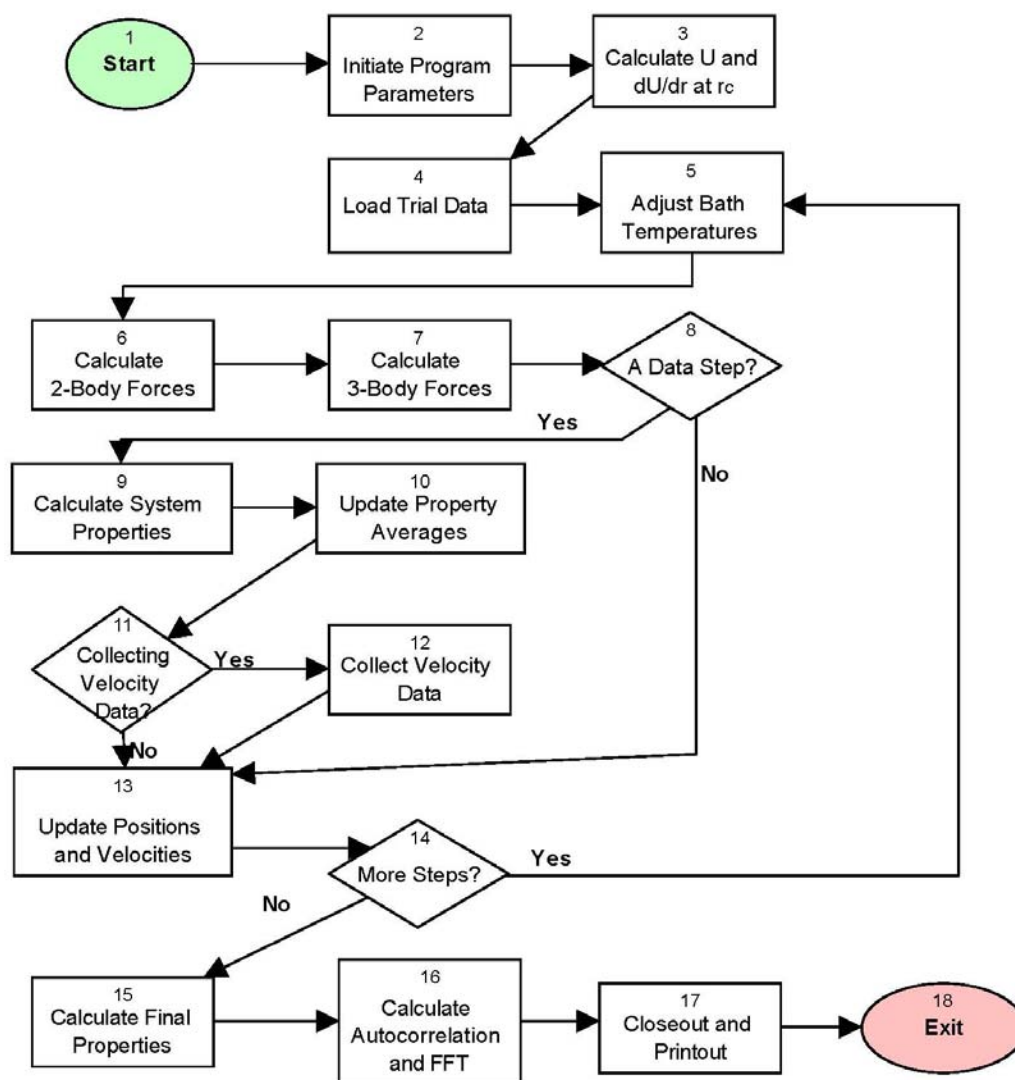 1
Start
2
Initiate Program
Parameters
3
Calculate U and
dU/dr at rc
4
Load Trial Data
5
Adjust Bath
Temperatures
6
Calculate
2-Body Forces
7
Calculate
3-Body Forces
8
A Data Step?
Yes
No
9
Calculate System
Properties
10
Update Property
Averages
11
Collecting
Velocity
Data?
Yes
No
12
Collect Velocity
Data
13
Update Positions
and Velocities
14
More Steps?
Yes
No
15
Calculate Final
Properties
16
Calculate
Autocorrelation
and FFT
17
Closeout and
Printout
18
Exit